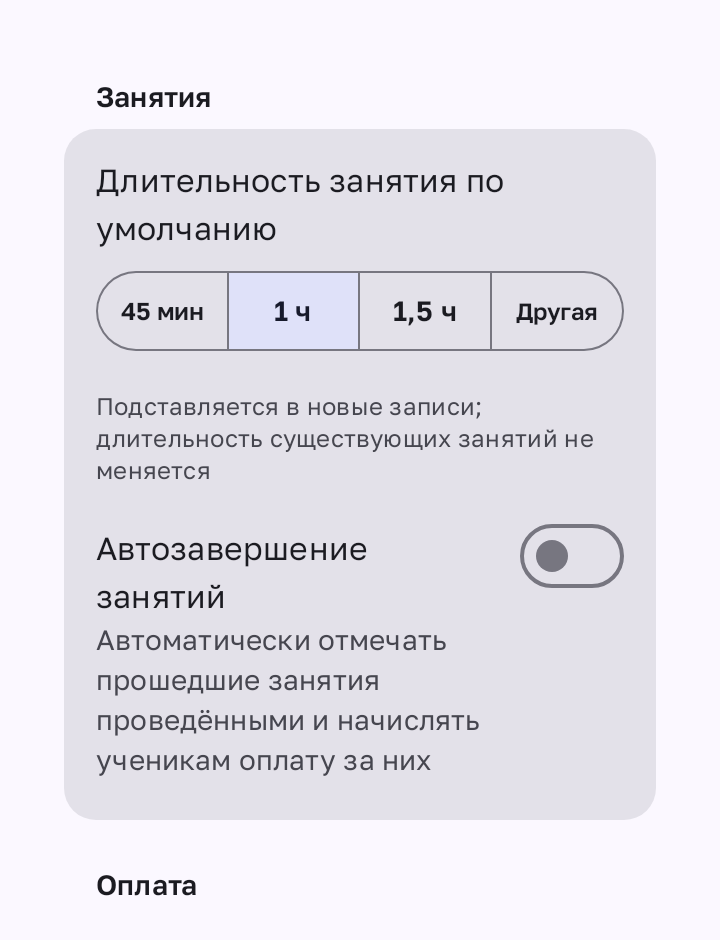 Занятия
Длительность занятия по
умолчанию
45 мин
1 ч
1,5 ч
Другая
Подставляется в новые записи;
длительность существующих занятий не
меняется
Автозавершение
занятий
Автоматически отмечать
прошедшие занятия
проведёнными и начислять
ученикам оплату за них
Оплата